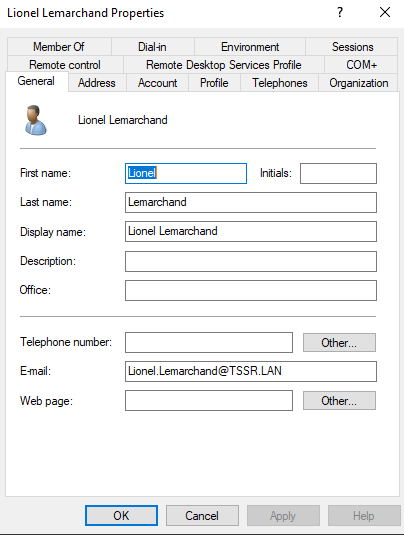 Lionel Lemarchand Properties ? ×
Member Of Dial-in Environment Sessions
Remote control Remote Desktop Services Profile COM+
General Address Account Profile Telephones Organization
Lionel Lemarchand
First name: Lionel Initials:
Last name: Lemarchand
Display name: Lionel Lemarchand
Description:
Office:
Telephone number: Other...
E-mail: Lionel.Lemarchand@TSSR.LAN
Web page: Other...
OK Cancel Apply Help